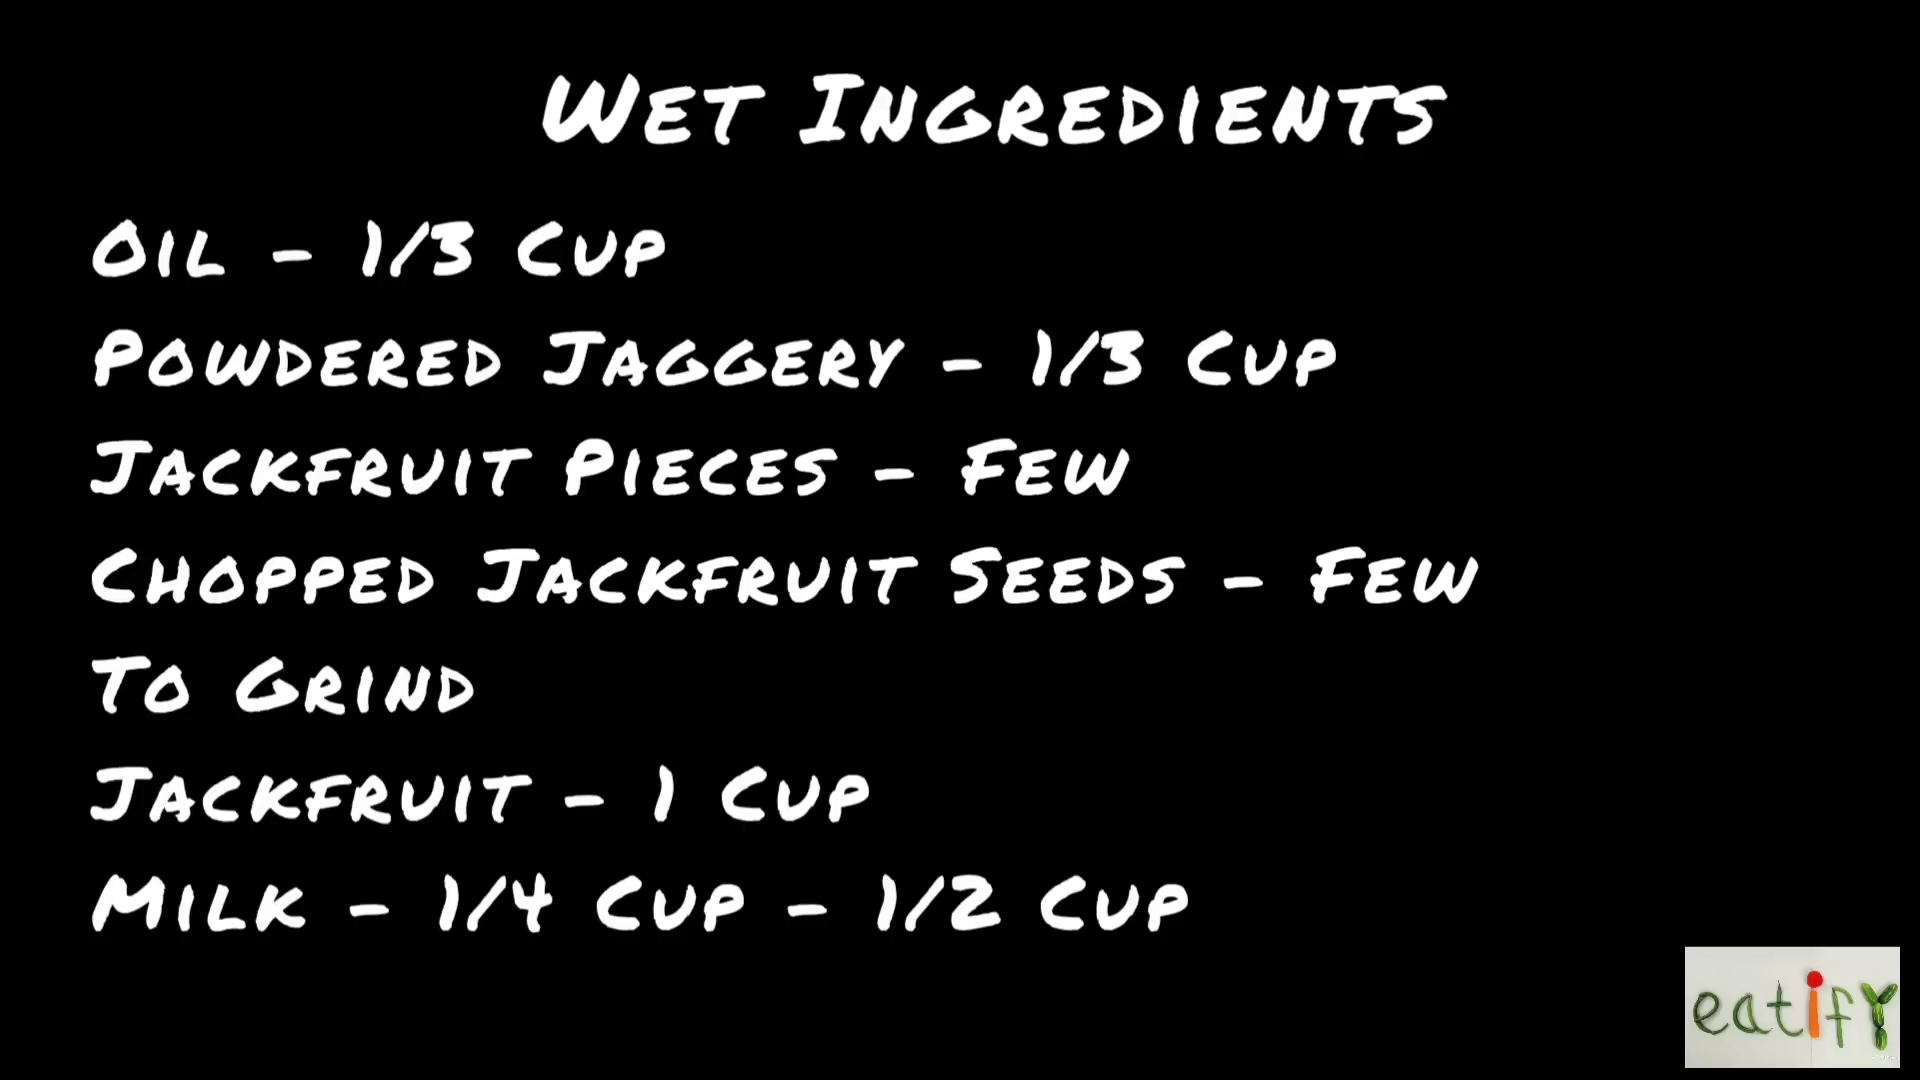 Wet Ingredients
Oil - 1/3 Cup
Powdered Jaggery - 1/3 Cup
Jackfruit Pieces - Few
Chopped Jackfruit Seeds - Few
To Grind
Jackfruit - 1 Cup
Milk - 1/4 Cup - 1/2 Cup
eatify